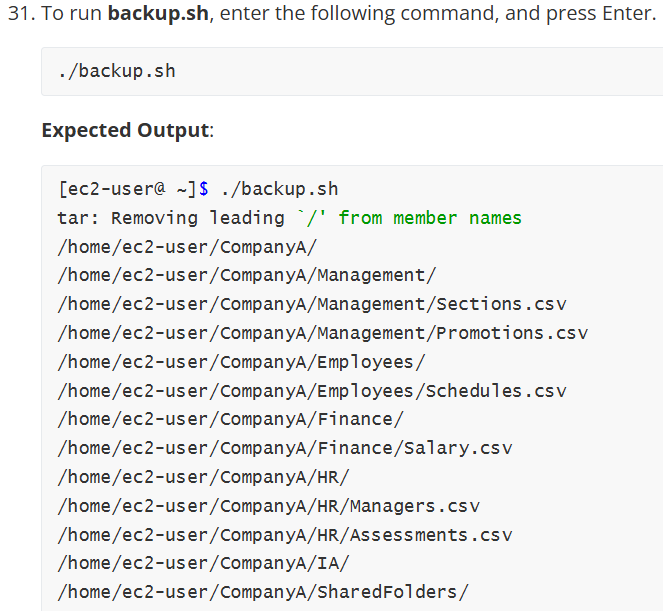 31. To run backup.sh, enter the following command, and press Enter.
./backup.sh
Expected Output:
[ec2-user@ ~]$ ./backup.sh
tar: Removing leading `/' from member names
/home/ec2-user/CompanyA/
/home/ec2-user/CompanyA/Management/
/home/ec2-user/CompanyA/Management/Sections.csv
/home/ec2-user/CompanyA/Management/Promotions.csv
/home/ec2-user/CompanyA/Employees/
/home/ec2-user/CompanyA/Employees/Schedules.csv
/home/ec2-user/CompanyA/Finance/
/home/ec2-user/CompanyA/Finance/Salary.csv
/home/ec2-user/CompanyA/HR/
/home/ec2-user/CompanyA/HR/Managers.csv
/home/ec2-user/CompanyA/HR/Assessments.csv
/home/ec2-user/CompanyA/IA/
/home/ec2-user/CompanyA/SharedFolders/